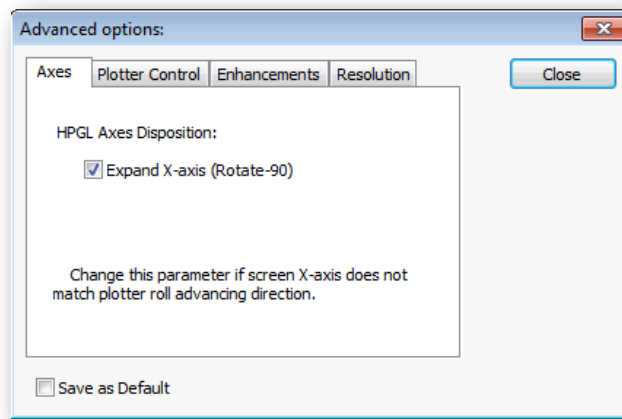 Advanced options:
Axes Plotter Control Enhancements Resolution Close
HPGL Axes Disposition:
Expand X-axis (Rotate-90)
Change this parameter if screen X-axis does not
match plotter roll advancing direction.
Save as Default